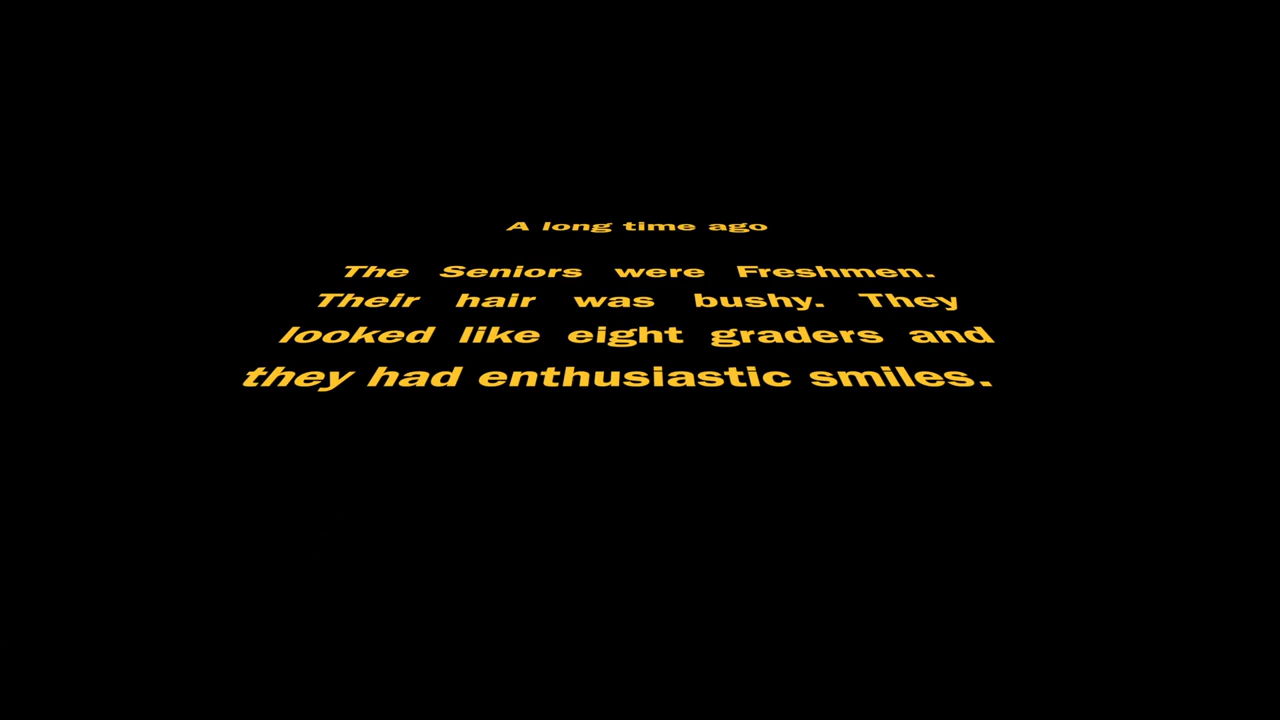 A long time ago
The Seniors were Freshmen.
Their hair was bushy. They
looked like eight graders and
they had enthusiastic smiles.